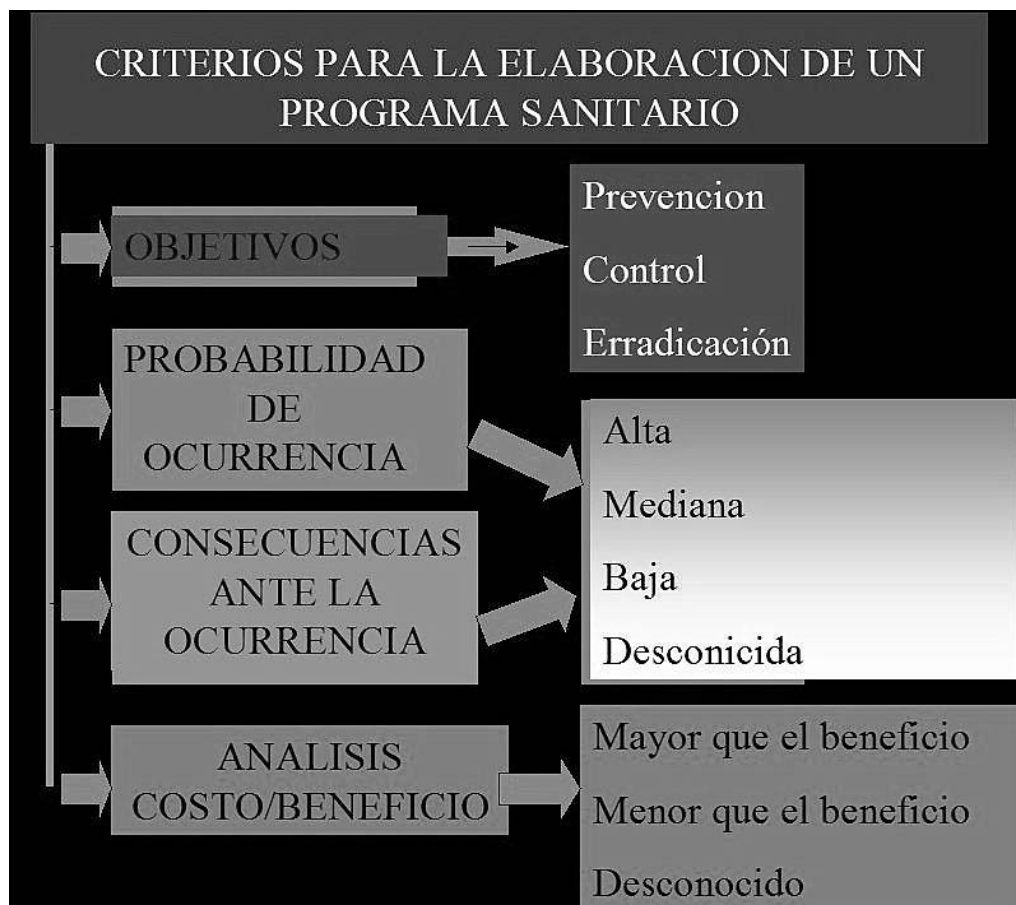 CRITERIOS PARA LA ELABORACION DE UN
PROGRAMA SANITARIO
OBJETIVOS
Prevencion
Control
Erradicación
PROBABILIDAD
DE
OCURRENCIA
CONSECUENCIAS
ANTE LA
OCURRENCIA
Alta
Mediana
Baja
Desconicida
ANALISIS
COSTO/BENEFICIO
Mayor que el beneficio
Menor que el beneficio
Desconocido